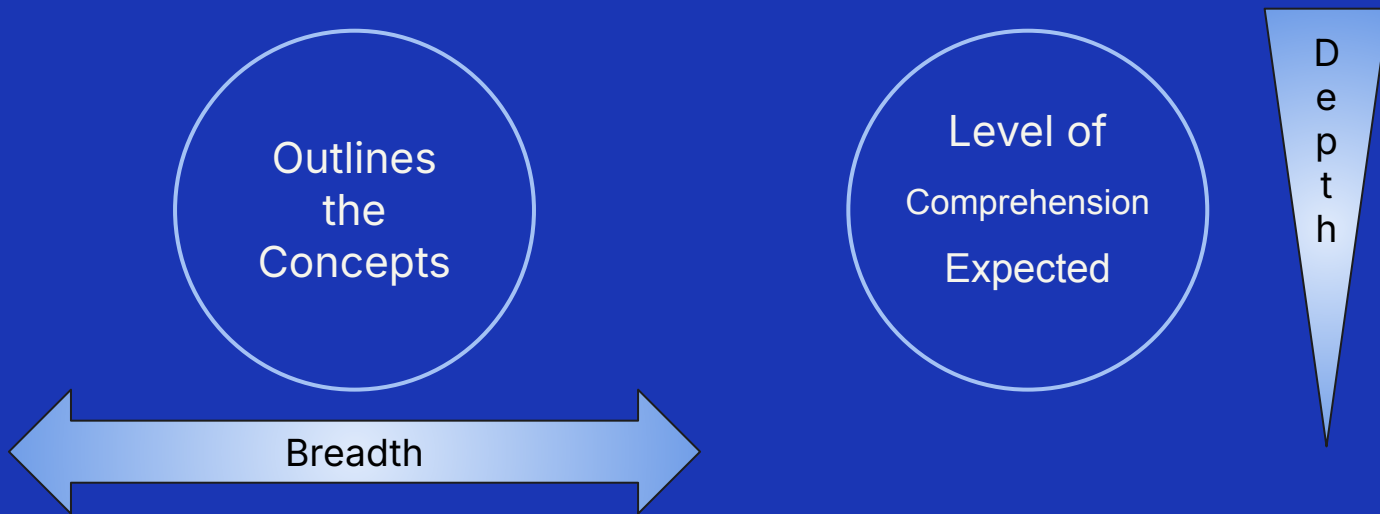 Outlines
the
Concepts
Breadth
Level of
Comprehension
Expected
D
e
p
t
h